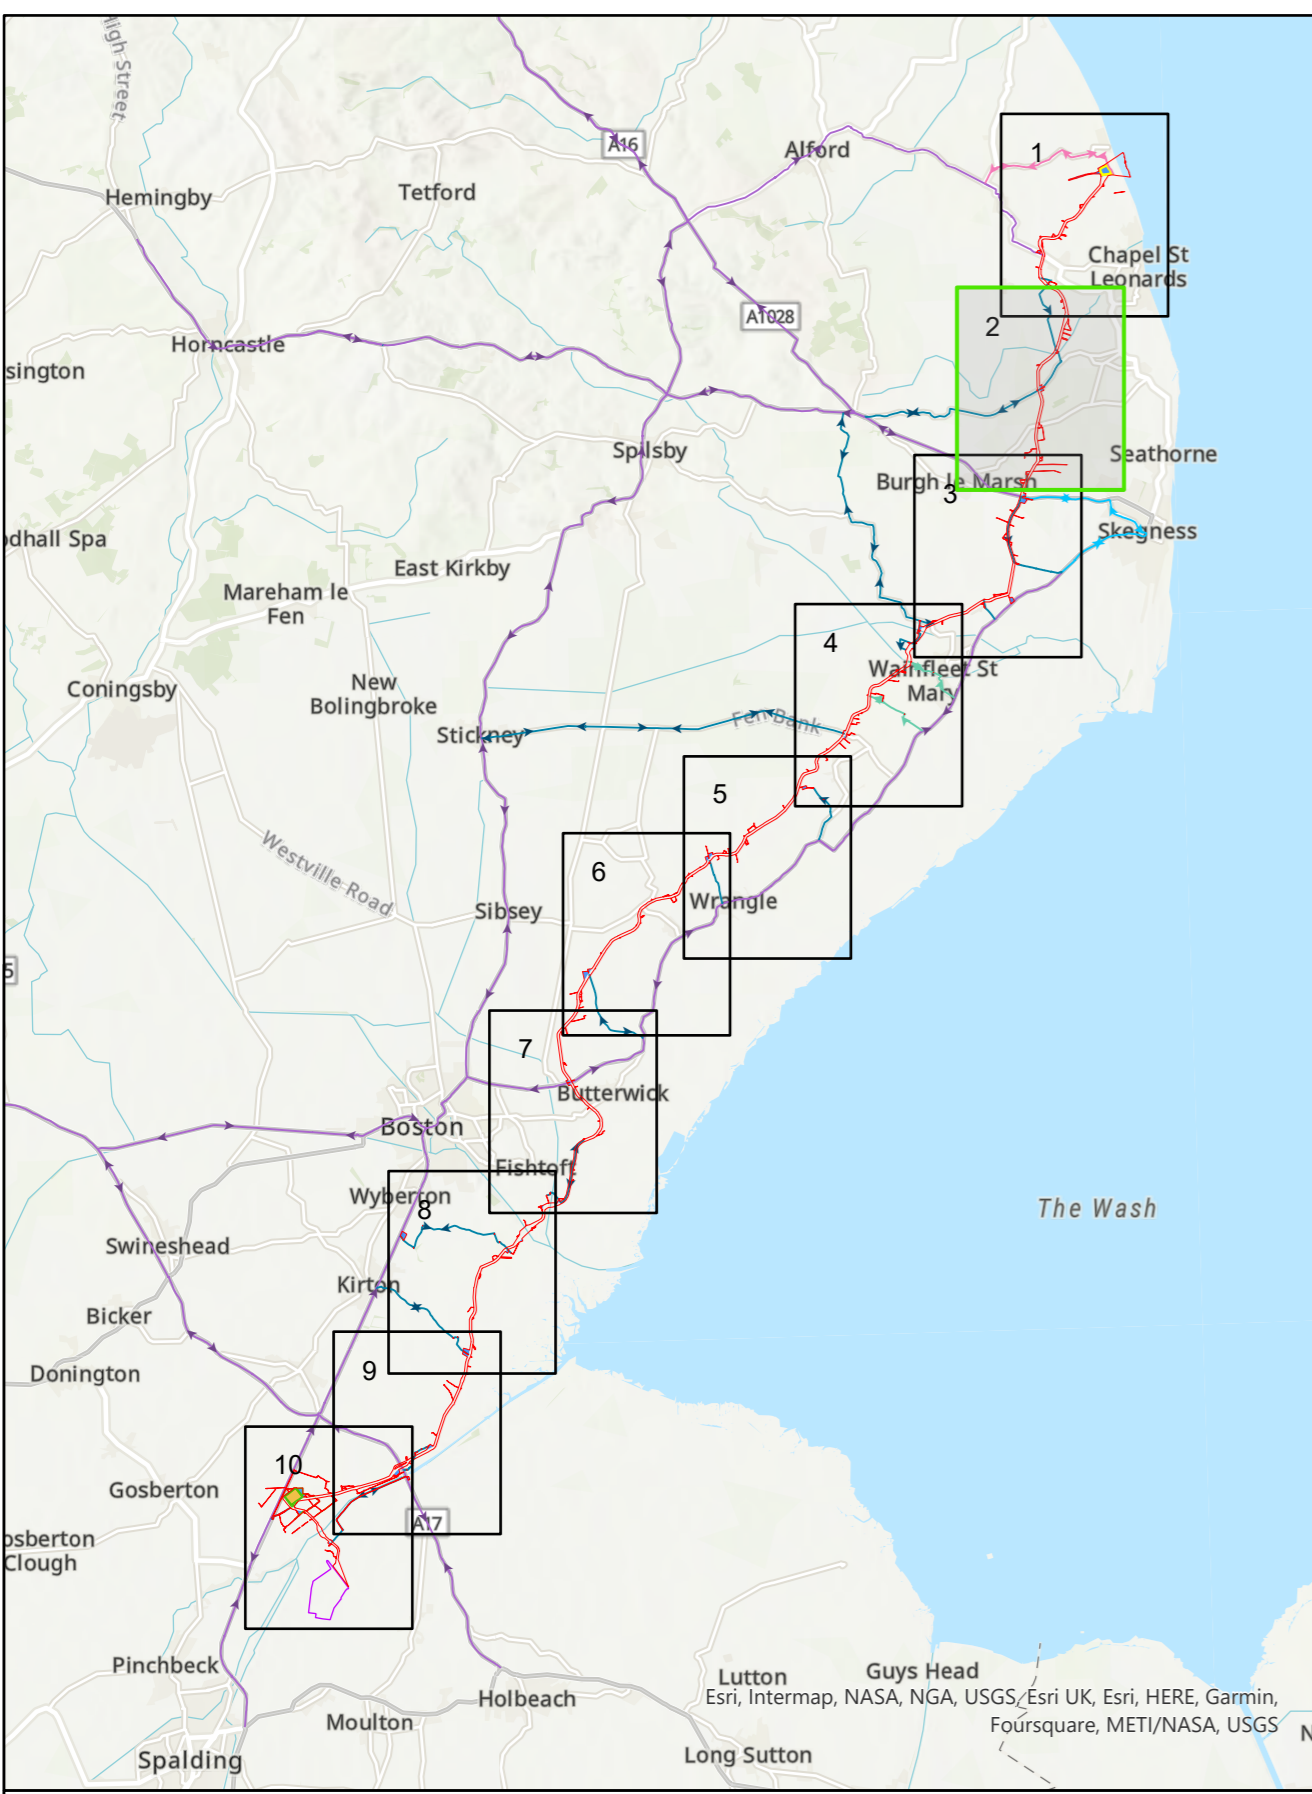 High Street
A16
Alford
1
Hemingby
Tetford
Chapel St
Leonards
A1028
2
Horncastle
sington
Spilsby
Seathorne
Burgh le Marsh
3
Skegness
odhall Spa
East Kirkby
Mareham le
Fen
4
Wainfleet St
Mary
Coningsby
New
Bolingbroke
Fen Bank
Stickney
5
Westville Road
6
Wrangle
Sibsey
5
7
Butterwick
Boston
Fishtoft
Wyberton
8
The Wash
Swineshead
Kirton
Bicker
9
Donington
10
Gosberton
A17
osberton
Clough
Pinchbeck
Lutton
Guys Head
Holbeach
Esri, Intermap, NASA, NGA, USGS, Esri UK, Esri, HERE, Garmin,
Foursquare, METI/NASA, USGS
Moulton
N
Long Sutton
Spalding